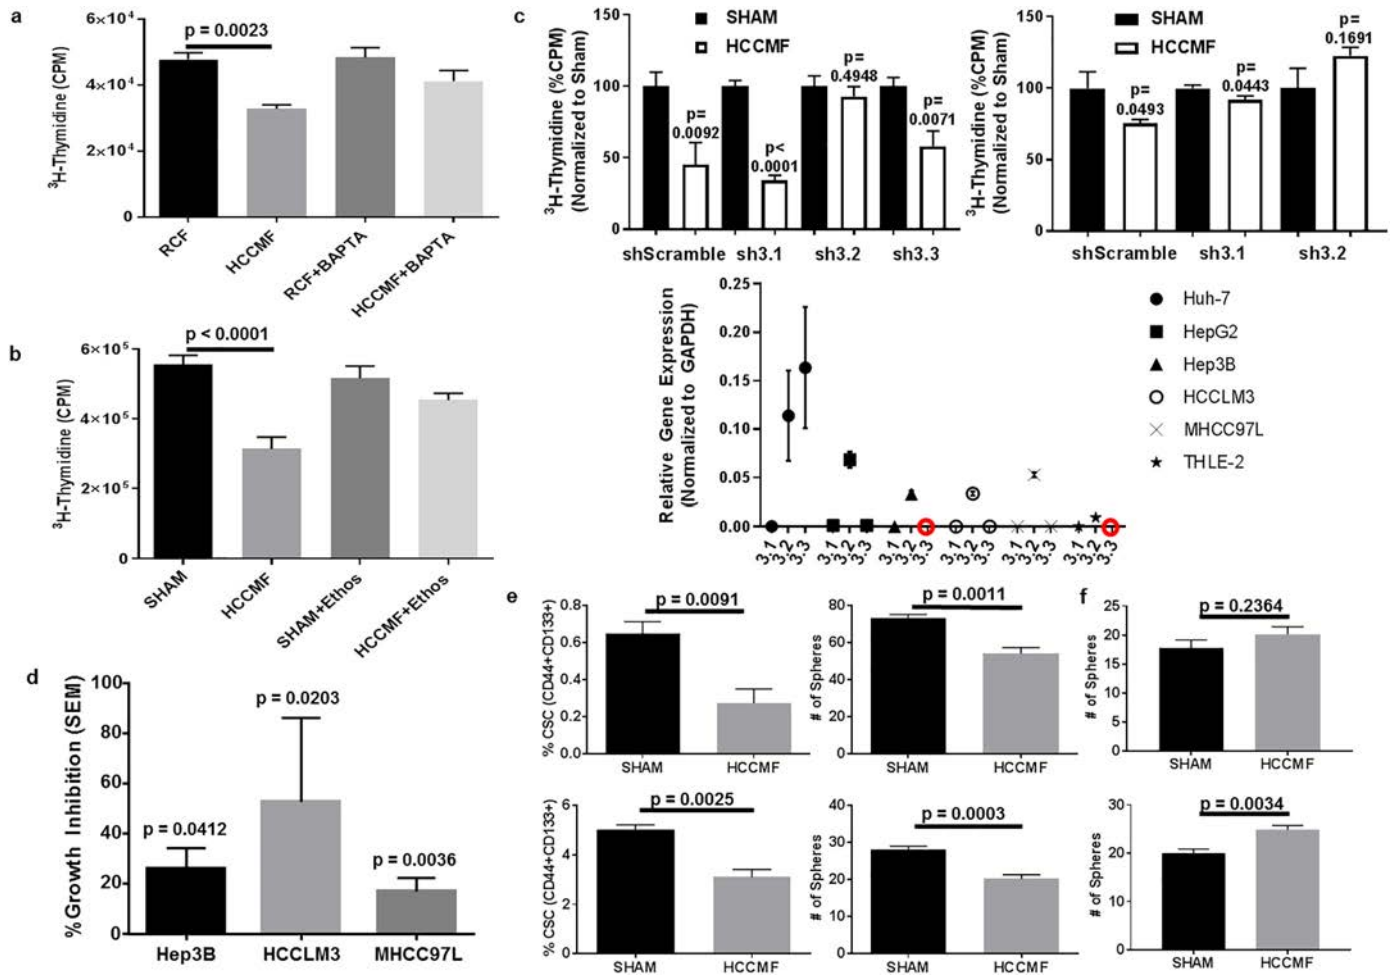 a
³H-Thymidine (CPM)
6×10⁴
4×10⁴
2×10⁴
0
p = 0.0023
RCF
HCCMF
RCF+BAPTA
HCCMF+BAPTA
b
³H-Thymidine (CPM)
6×10⁵
4×10⁵
2×10⁵
0
p < 0.0001
SHAM
HCCMF
SHAM+Ethos
HCCMF+Ethos
c
³H-Thymidine (%CPM)
(Normalized to Sham)
150
100
50
0
SHAM
HCCMF
p=
0.0092
p<
0.0001
p=
0.4948
p=
0.0071
shScramble sh3.1 sh3.2 sh3.3
³H-Thymidine (%CPM)
(Normalized to Sham)
150
100
50
0
SHAM
HCCMF
p=
0.0493
p=
0.0443
p=
0.1691
shScramble sh3.1 sh3.2
Relative Gene Expression
(Normalized to GAPDH)
0.25
0.20
0.15
0.10
0.05
0.00
3.1 3.2 3.3 3.1 3.2 3.3 3.1 3.2 3.3 3.1 3.2 3.3 3.1 3.2 3.3 3.1 3.2 3.3
Huh-7
HepG2
Hep3B
HCCLM3
MHCC97L
THLE-2
d
% Growth Inhibition (SEM)
100
80
60
40
20
0
p = 0.0412
p = 0.0203
p = 0.0036
Hep3B HCCLM3 MHCC97L
e
% CSC (CD44+CD133+)
0.8
0.6
0.4
0.2
0.0
p = 0.0091
SHAM HCCMF
# of Spheres
80
60
40
20
0
p = 0.0011
SHAM HCCMF
% CSC (CD44+CD133+)
6
4
2
0
p = 0.0025
SHAM HCCMF
# of Spheres
40
30
20
10
0
p = 0.0003
SHAM HCCMF
f
# of Spheres
25
20
15
10
5
0
p = 0.2364
SHAM HCCMF
# of Spheres
30
20
10
0
p = 0.0034
SHAM HCCMF